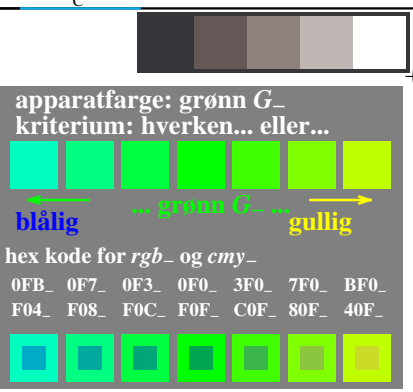 C
apparatfarge: grønn G_
kriterium: hverken... eller...
... grønn G_ ...
blålig gullig
hex kode for rgb_ og cmy_
0FB_ 0F7_ 0F3_ 0F0_ 3F0_ 7F0_ BF0_
F04_ F08_ F0C_ F0F_ C0F_ 80F_ 40F_